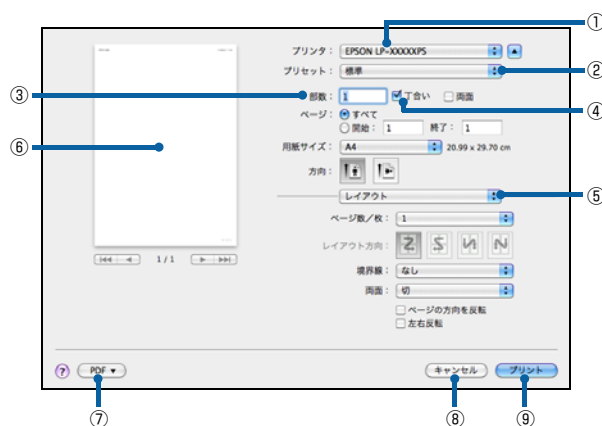 ①
プリンタ： EPSON LP-XXXXXPS
プリセット： 標準
②
③
部数： 1 丁合い 両面
④
ページ： すべて
開始： 1 終了： 1
⑥
用紙サイズ： A4 20.99 x 29.70 cm
方向：
レイアウト
⑤
ページ数／枚： 1
レイアウト方向：
1 / 1
境界線： なし
両面： 切
ページの方向を反転
左右反転
? PDF ▼ キャンセル プリント
⑦ ⑧ ⑨